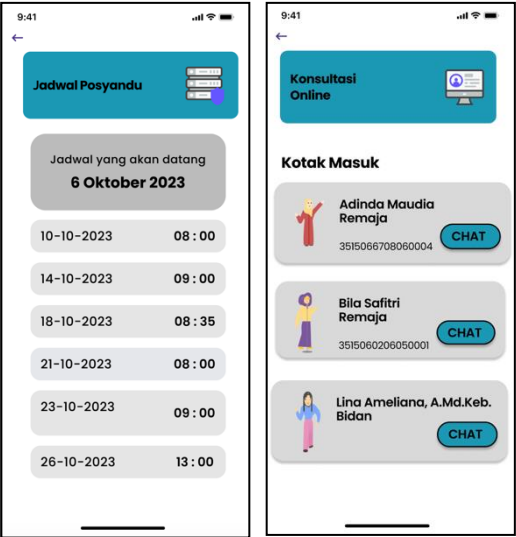 9:41
Jadwal Posyandu
Jadwal yang akan datang
6 Oktober 2023
10-10-2023 08 : 00
14-10-2023 09 : 00
18-10-2023 08 : 35
21-10-2023 08 : 00
23-10-2023 09 : 00
26-10-2023 13 : 00
9:41
Konsultasi
Online
Kotak Masuk
Adinda Maudia
Remaja
3515066708060004
CHAT
Bila Safitri
Remaja
3515060206050001
CHAT
Lina Ameliana, A.Md.Keb.
Bidan
CHAT